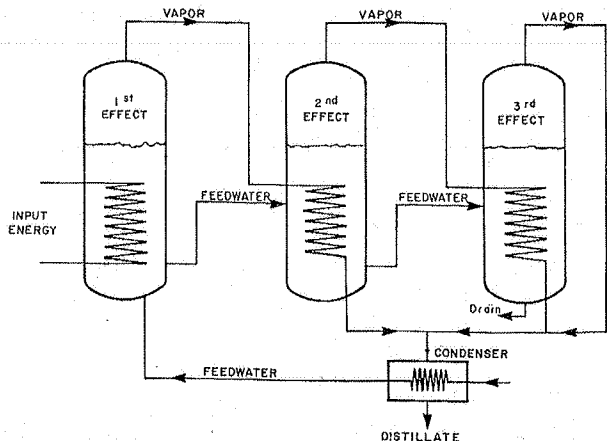 VAPOR
VAPOR
VAPOR
1st
EFFECT
2nd
EFFECT
3rd
EFFECT
FEEDWATER
FEEDWATER
INPUT
ENERGY
Drain
CONDENSER
FEEDWATER
DISTILLATE